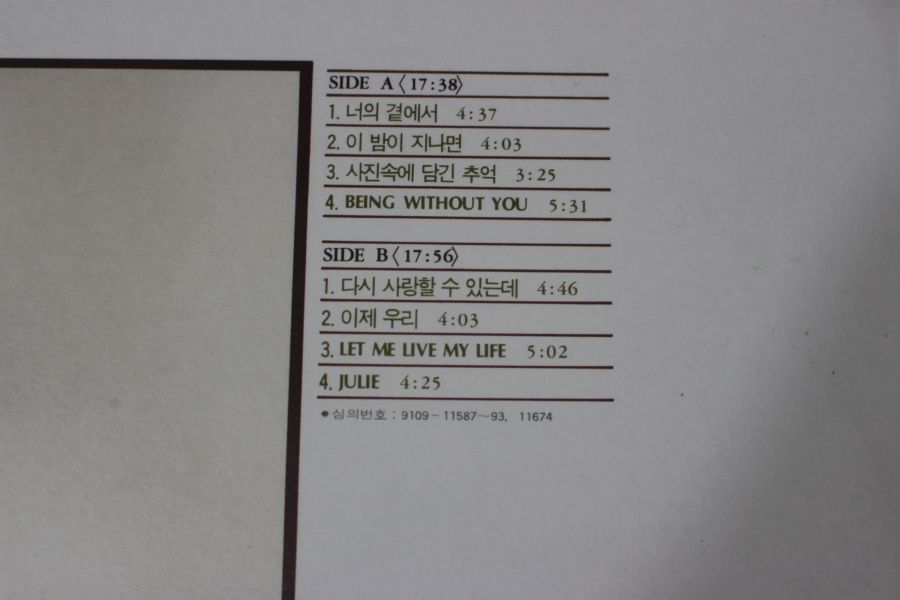 SIDE A〈17:38〉
1. 너의 곁에서 4:37
2. 이 밤이 지나면 4:03
3. 사진속에 담긴 추억 3:25
4. BEING WITHOUT YOU 5:31
SIDE B〈17:56〉
1. 다시 사랑할 수 있는데 4:46
2. 이제 우리 4:03
3. LET ME LIVE MY LIFE 5:02
4. JULIE 4:25
● 심의번호 : 9109-11587~93, 11674